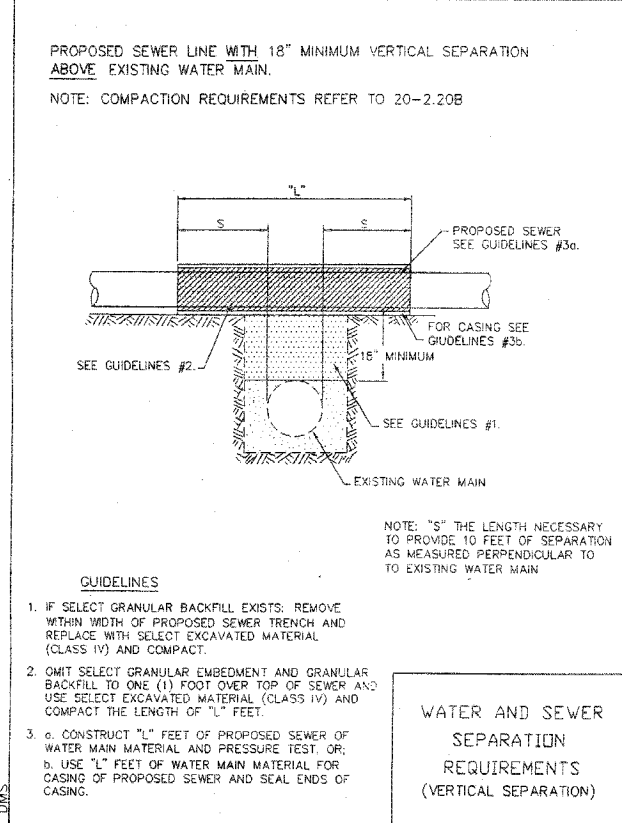 PROPOSED SEWER LINE WITH 18" MINIMUM VERTICAL SEPARATION
ABOVE EXISTING WATER MAIN.
NOTE: COMPACTION REQUIREMENTS REFER TO 20-2.20B
"L"
S
S
PROPOSED SEWER
SEE GUIDELINES #3a.
FOR CASING SEE
GIUDELINES #3b.
18" MINIMUM
SEE GUIDELINES #2.
SEE GUIDELINES #1.
EXISTING WATER MAIN
NOTE: "S" THE LENGTH NECESSARY
TO PROVIDE 10 FEET OF SEPARATION
AS MEASURED PERPENDICULAR TO
TO EXISTING WATER MAIN
GUIDELINES
1. IF SELECT GRANULAR BACKFILL EXISTS: REMOVE
WITHIN WIDTH OF PROPOSED SEWER TRENCH AND
REPLACE WITH SELECT EXCAVATED MATERIAL
(CLASS IV) AND COMPACT.
2. OMIT SELECT GRANULAR EMBEDMENT AND GRANULAR
BACKFILL TO ONE (1) FOOT OVER TOP OF SEWER AND
USE SELECT EXCAVATED MATERIAL (CLASS IV) AND
COMPACT THE LENGTH OF "L" FEET.
3. a. CONSTRUCT "L" FEET OF PROPOSED SEWER OF
WATER MAIN MATERIAL AND PRESSURE TEST, OR;
b. USE "L" FEET OF WATER MAIN MATERIAL FOR
CASING OF PROPOSED SEWER AND SEAL ENDS OF
CASING.
WATER AND SEWER
SEPARATION
REQUIREMENTS
(VERTICAL SEPARATION)
DMS